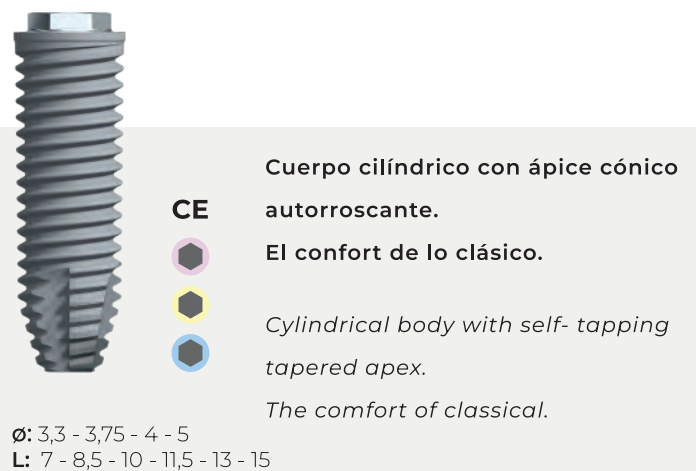 CE
Cuerpo cilíndrico con ápice cónico
autorroscante.
El confort de lo clásico.
Cylindrical body with self- tapping
tapered apex.
The comfort of classical.
ø: 3,3 - 3,75 - 4 - 5
L: 7 - 8,5 - 10 - 11,5 - 13 - 15